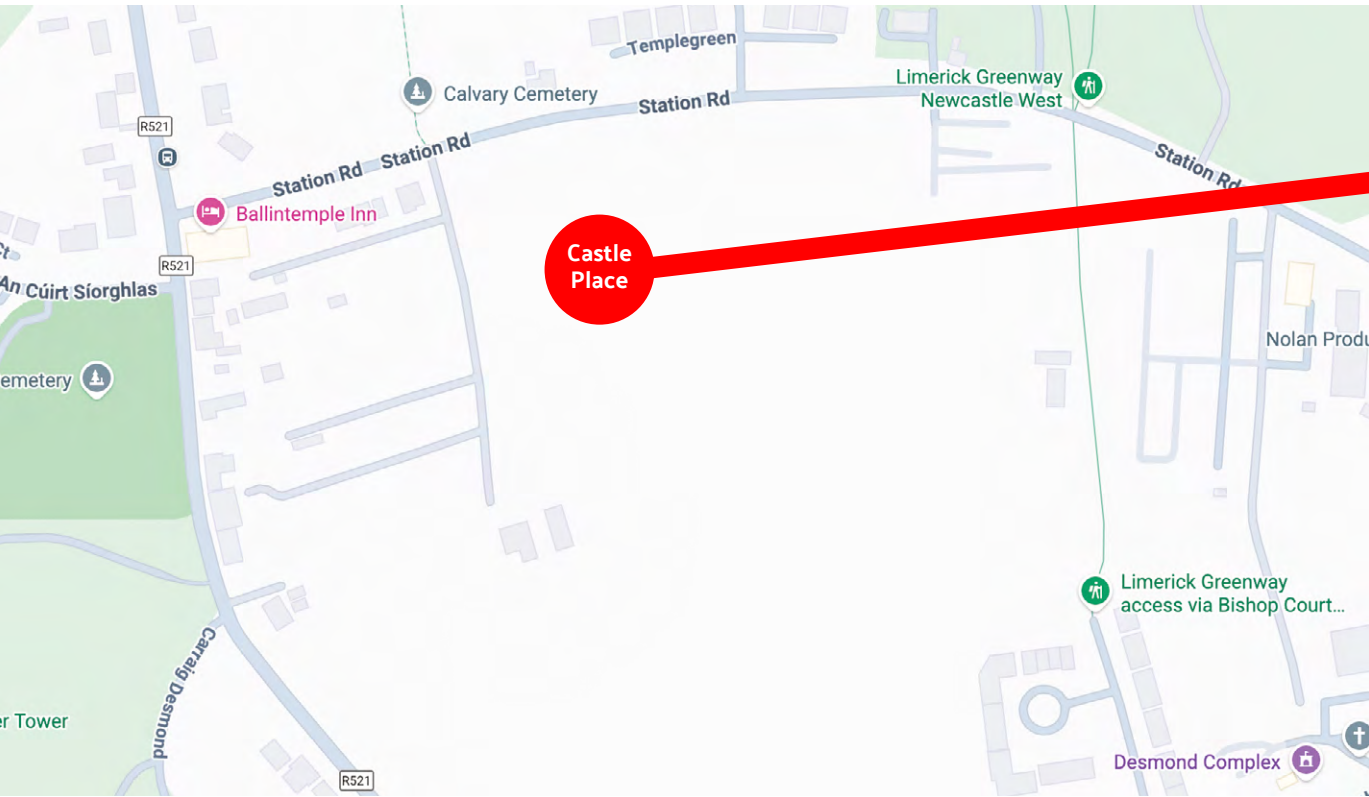 Templegreen
Limerick Greenway
Newcastle West
Calvary Cemetery
Station Rd
R521
Station Rd
Station Rd
Station Rd
Ballintemple Inn
Castle
Place
Ct
R521
An Cúirt Síorghlas
Nolan Produ
emetery
Limerick Greenway
access via Bishop Court...
Carraig Desmond
er Tower
Desmond Complex
R521